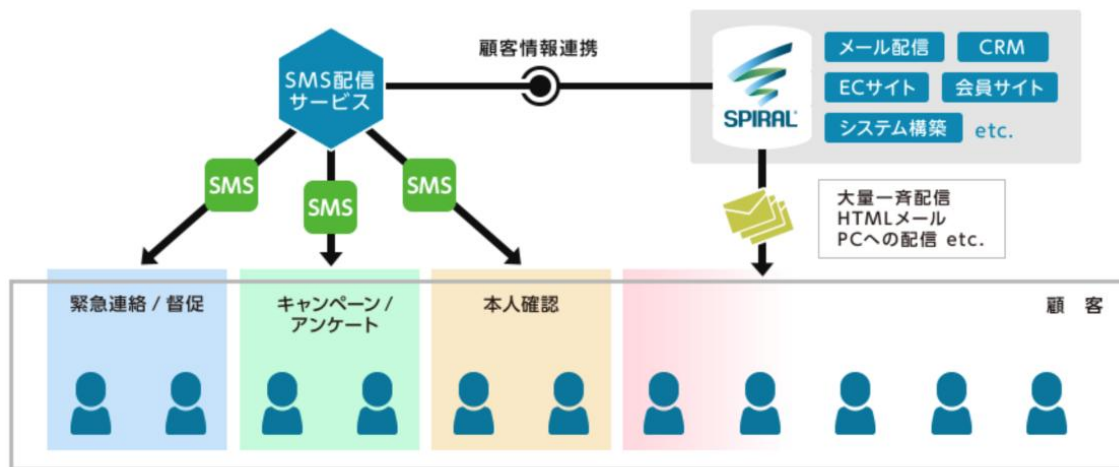 顧客情報連携
SMS配信
サービス
SPIRAL®
メール配信
CRM
ECサイト
会員サイト
システム構築
etc.
SMS
SMS
SMS
大量一斉配信
HTMLメール
PCへの配信 etc.
緊急連絡 / 督促
キャンペーン /
アンケート
本人確認
顧 客